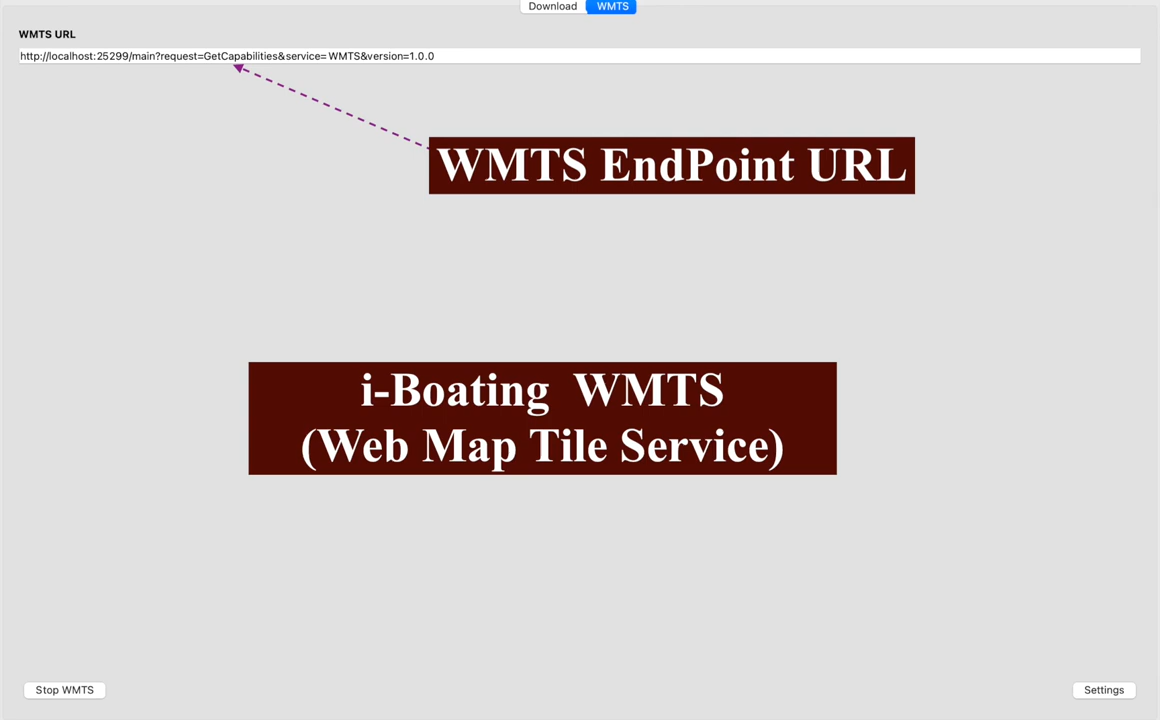 Download WMTS
WMTS URL
http://localhost:25299/main?request=GetCapabilities&service=WMTS&version=1.0.0
WMTS EndPoint URL
i-Boating WMTS
(Web Map Tile Service)
Stop WMTS Settings